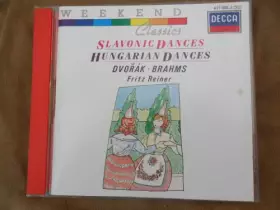 WEEKEND
Classics
DECCA
SLAVONIC DANCES
HUNGARIAN DANCES
DVOŘÁK · BRAHMS
Fritz Reiner